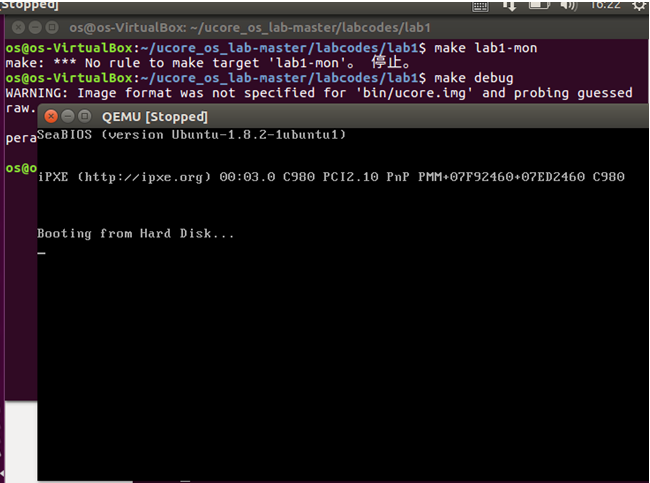 Stopped] 16:22
os@os-VirtualBox: ~/ucore_os_lab-master/labcodes/lab1
os@os-VirtualBox:~/ucore_os_lab-master/labcodes/lab1$ make lab1-mon
make: *** No rule to make target 'lab1-mon'。 停止。
os@os-VirtualBox:~/ucore_os_lab-master/labcodes/lab1$ make debug
WARNING: Image format was not specified for 'bin/ucore.img' and probing guessed
raw.
QEMU [Stopped]
SeaBIOS (version Ubuntu-1.8.2-1ubuntu1)
pera
os@o
iPXE (http://ipxe.org) 00:03.0 C980 PCI2.10 PnP PMM+07F92460+07ED2460 C980
Booting from Hard Disk...